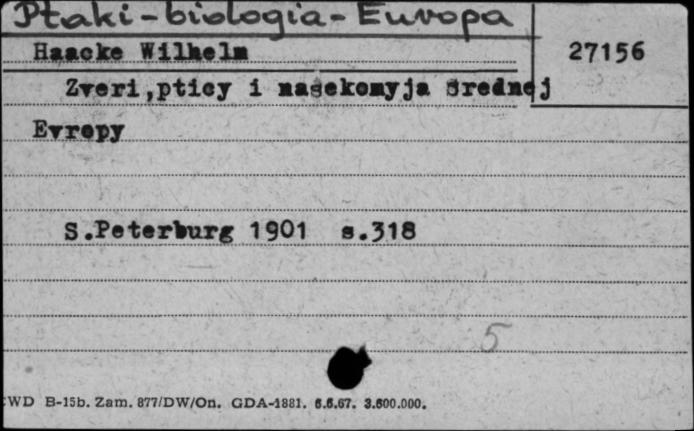 Ptaki-biologia-Europa
Haacke Wilhelm
27156
Zveri,pticy i nasekomyja srednej
Evropy
S.Peterburg 1901 s.318
5
CWD B-15b. Zam. 877/DW/On. GDA-1881. 6.6.67. 3.600.000.